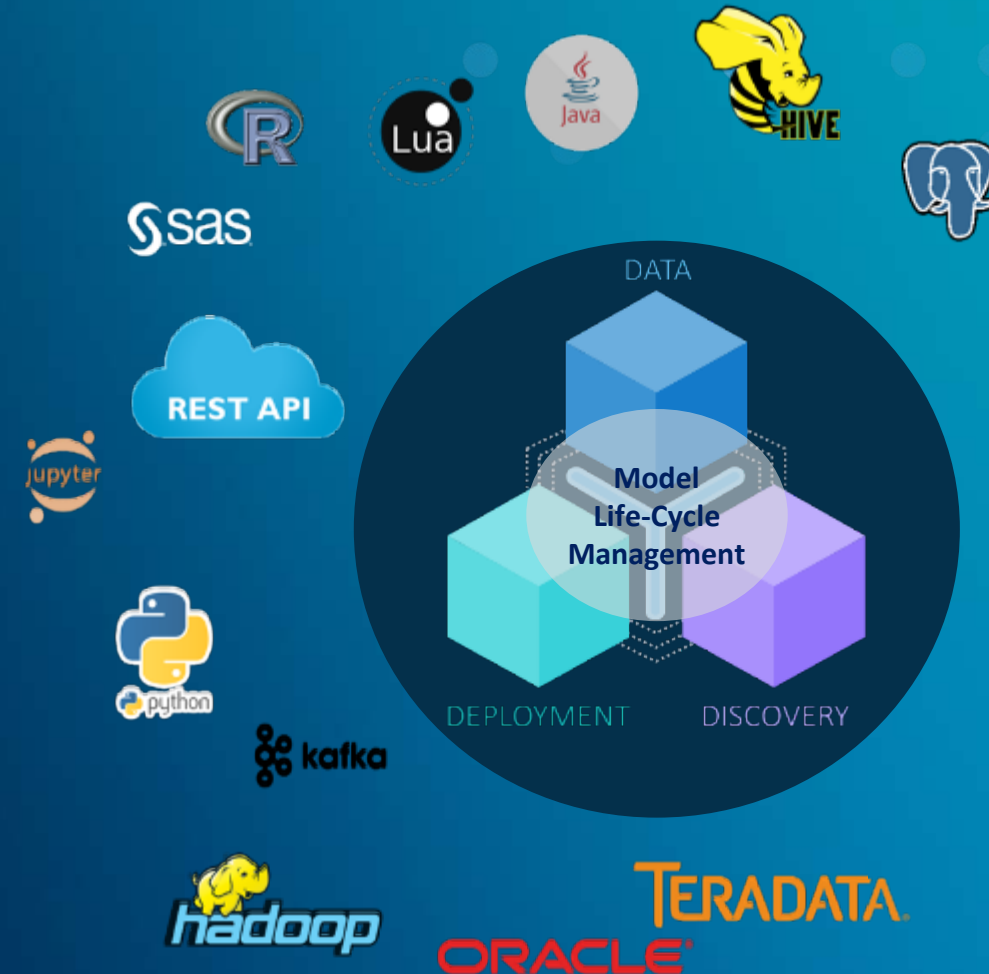 HIVE
Java
Lua
R
sas
DATA
REST API
jupyter
Model
Life-Cycle
Management
python
DEPLOYMENT
DISCOVERY
kafka
hadoop
TERADATA.
ORACLE